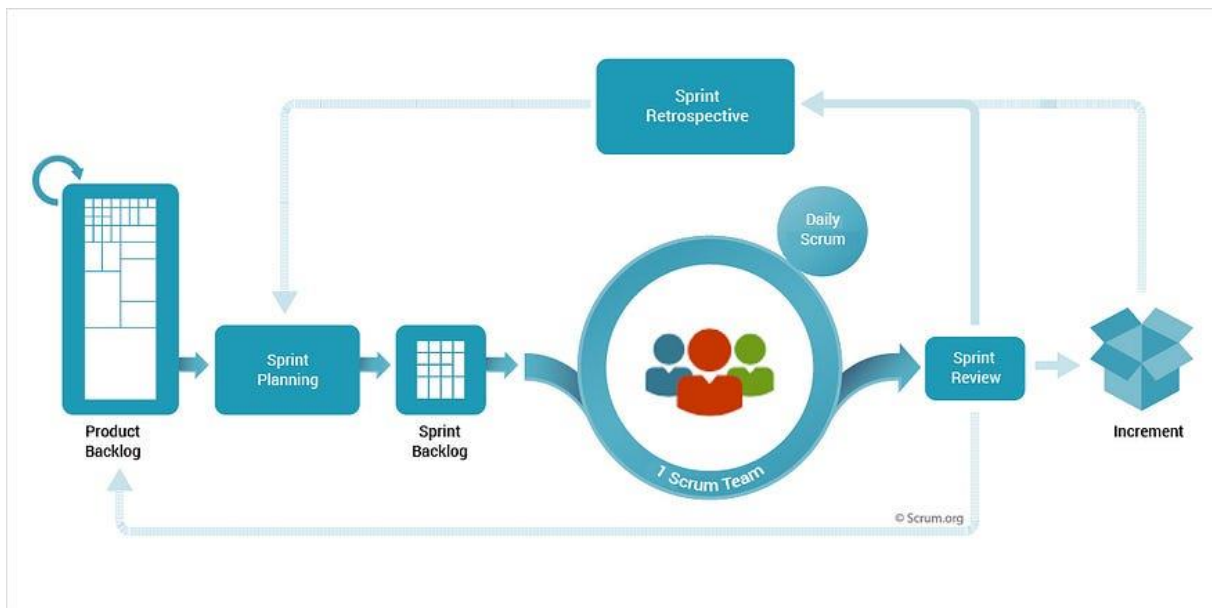 Sprint
Retrospective
Daily
Scrum
Sprint
Planning
Sprint
Review
Product
Backlog
Sprint
Backlog
1 Scrum Team
Increment
© Scrum.org